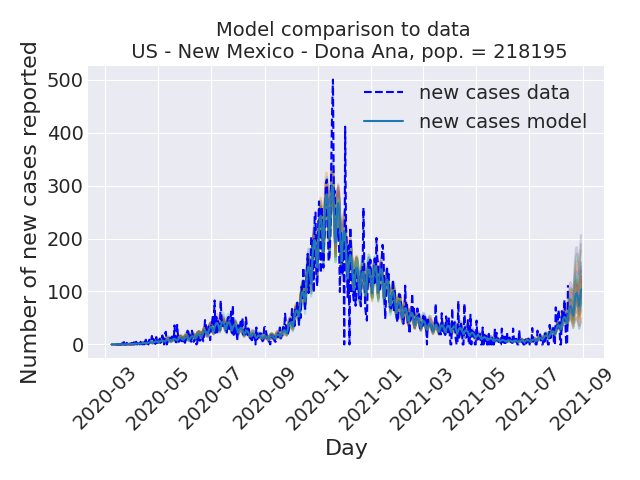 Model comparison to data
US - New Mexico - Dona Ana, pop. = 218195
Number of new cases reported
500
400
300
200
100
0
new cases data
new cases model
2020-03
2020-05
2020-07
2020-09
2020-11
2021-01
2021-03
2021-05
2021-07
2021-09
Day